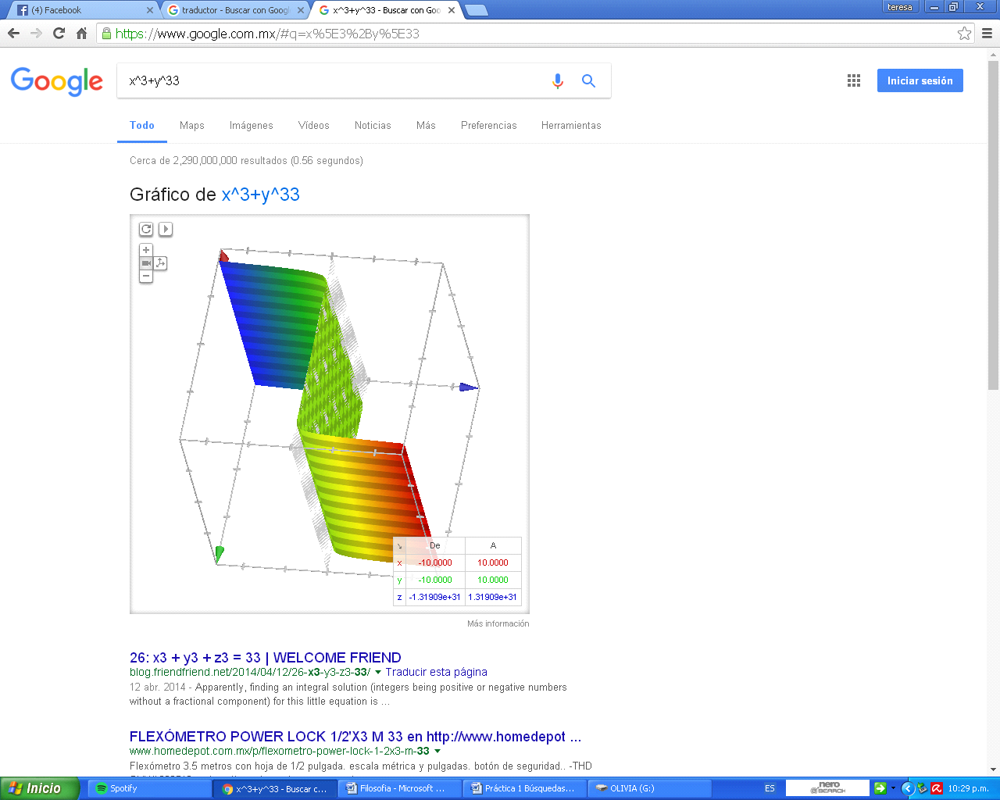 (4) Facebook
traductor - Buscar con Googl
x^3+y^33 - Buscar con Goo
teresa
https://www.google.com.mx/#q=x%5E3%2By%5E33
Google
x^3+y^33
Iniciar sesión
Todo Maps Imágenes Vídeos Noticias Más Preferencias Herramientas
Cerca de 2,290,000,000 resultados (0.56 segundos)
Gráfico de x^3+y^33
De A
x -10.0000 10.0000
y -10.0000 10.0000
z -1.31909e+31 1.31909e+31
Más información
26: x3 + y3 + z3 = 33 | WELCOME FRIEND
blog.friendfriend.net/2014/04/12/26-x3-y3-z3-33/ Traducir esta página
12 abr. 2014 - Apparently, finding an integral solution (integers being positive or negative numbers
without a fractional component) for this little equation is ...
FLEXÓMETRO POWER LOCK 1/2'X3 M 33 en http://www.homedepot ...
www.homedepot.com.mx/p/flexometro-power-lock-1-2x3-m-33
Flexómetro 3.5 metros con hoja de 1/2 pulgada. escala métrica y pulgadas. botón de seguridad.. -THD
Inicio
Spotify
x^3+y^33 - Buscar c...
Filosofia - Microsoft ...
Práctica 1 Búsquedas...
OLIVIA (G:)
ES
nero
SEARCH
10:29 p.m.